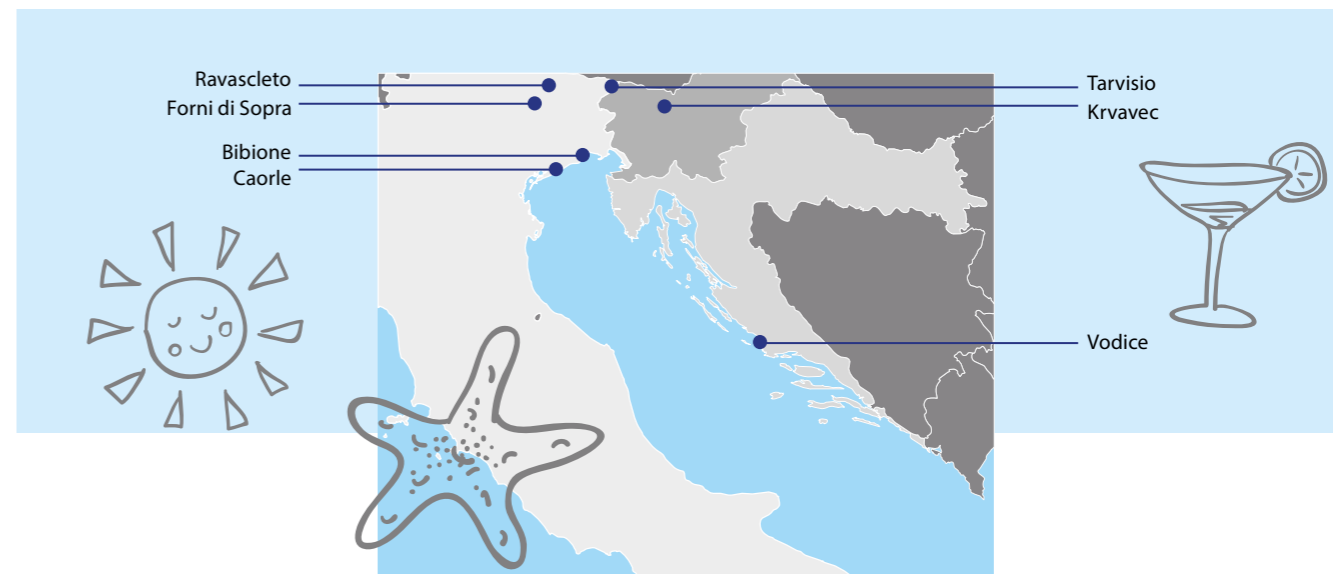 Ravascleto
Forni di Sopra
Bibione
Caorle
Tarvisio
Krvavec
Vodice